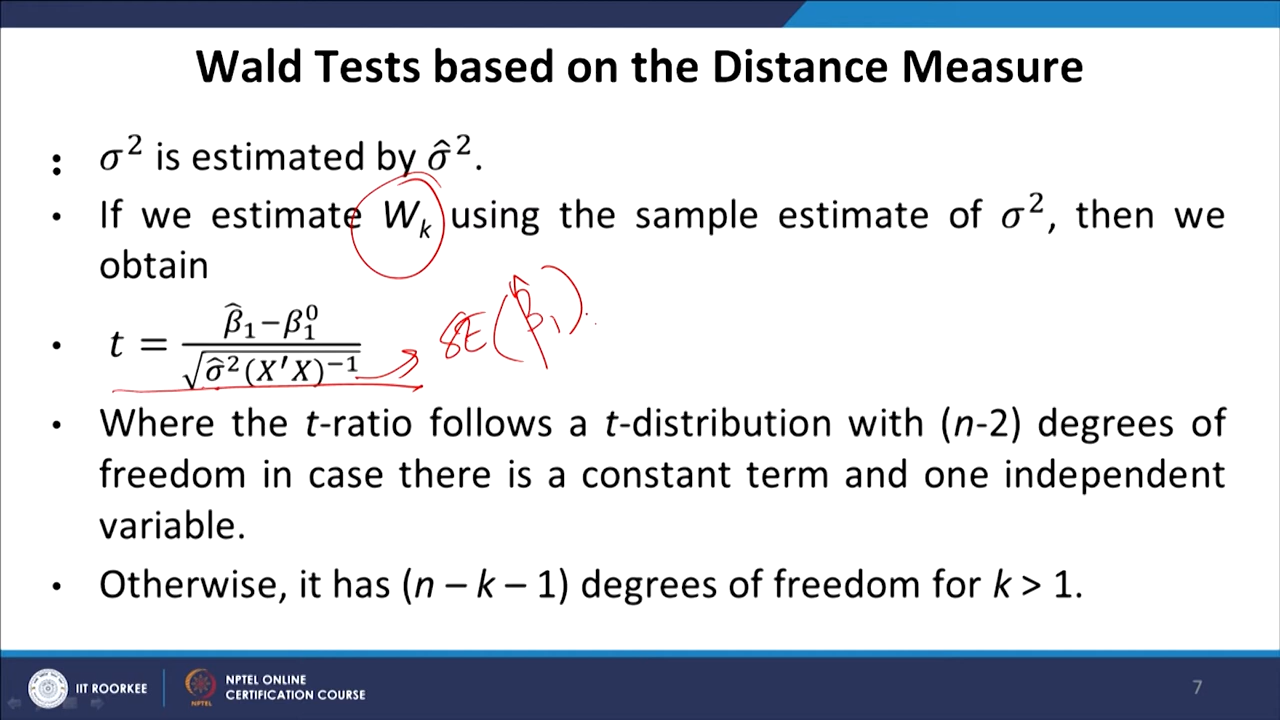 Wald Tests based on the Distance Measure
: σ² is estimated by σ̂².
• If we estimate Wₖ using the sample estimate of σ², then we
obtain
• t = (β̂₁−β₁⁰) / √(σ̂²(X′X)⁻¹)
SE(β̂₁)
• Where the t-ratio follows a t-distribution with (n-2) degrees of
freedom in case there is a constant term and one independent
variable.
• Otherwise, it has (n – k – 1) degrees of freedom for k > 1.
IIT ROORKEE
NPTEL
NPTEL ONLINE
CERTIFICATION COURSE
7